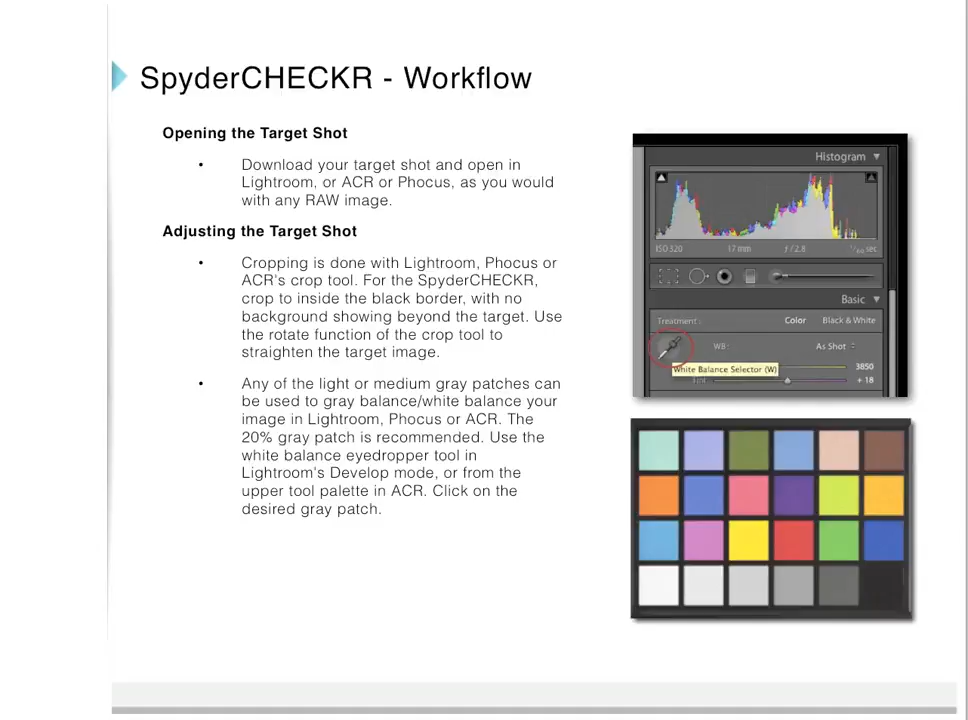 SpyderCHECKR - Workflow
Opening the Target Shot
• Download your target shot and open in
Lightroom, or ACR or Phocus, as you would
with any RAW image.
Adjusting the Target Shot
• Cropping is done with Lightroom, Phocus or
ACR's crop tool. For the SpyderCHECKR,
crop to inside the black border, with no
background showing beyond the target. Use
the rotate function of the crop tool to
straighten the target image.
• Any of the light or medium gray patches can
be used to gray balance/white balance your
image in Lightroom, Phocus or ACR. The
20% gray patch is recommended. Use the
white balance eyedropper tool in
Lightroom's Develop mode, or from the
upper tool palette in ACR. Click on the
desired gray patch.
Histogram
ISO 320 17 mm ƒ / 2.8 1/60 sec
Basic
Treatment: Color Black & White
WB: As Shot
3850
White Balance Selector (W)
Tint + 18